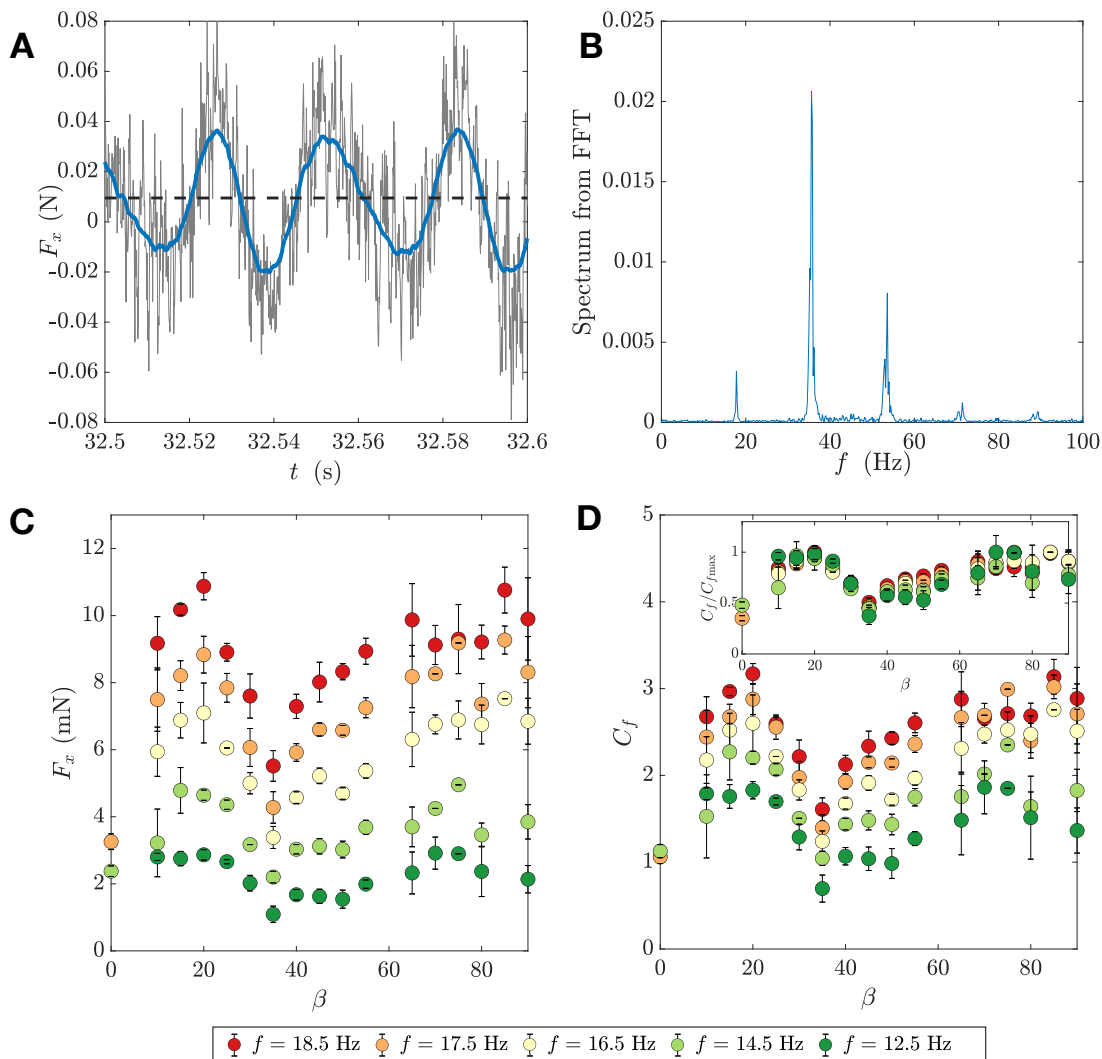 A
0.08
0.06
0.04
0.02
0
-0.02
-0.04
-0.06
-0.08
F_x (N)
32.5 32.52 32.54 32.56 32.58 32.6
t (s)
B
0.025
0.02
0.015
0.01
0.005
0
Spectrum from FFT
0 20 40 60 80 100
f (Hz)
C
12
10
8
6
4
2
0
F_x (mN)
0 20 40 60 80
β
D
5
4
3
2
1
5
C_f
0 20 40 60 80
β
1
0.5
0
C_f/C_fmax
0 20 40 60 80
β
f = 18.5 Hz f = 17.5 Hz f = 16.5 Hz f = 14.5 Hz f = 12.5 Hz